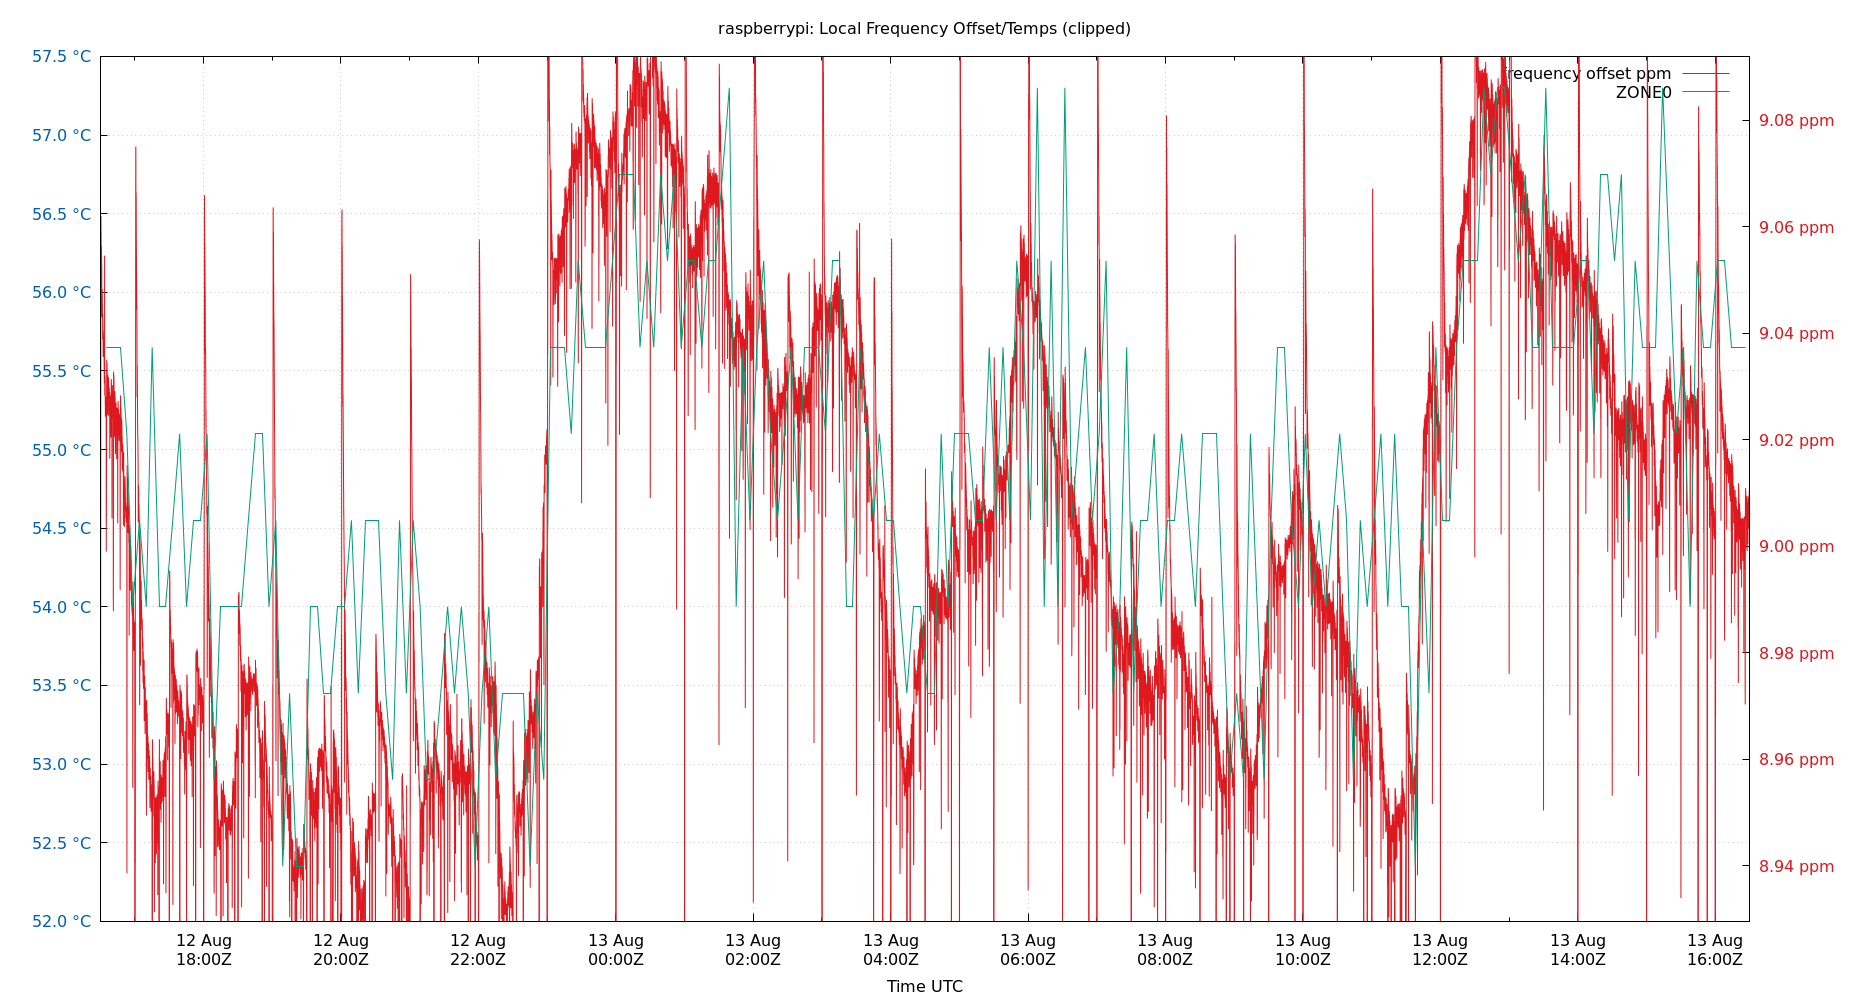 raspberrypi: Local Frequency Offset/Temps (clipped)
57.5 °C
57.0 °C
56.5 °C
56.0 °C
55.5 °C
55.0 °C
54.5 °C
54.0 °C
53.5 °C
53.0 °C
52.5 °C
52.0 °C
frequency offset ppm
ZONE0
9.08 ppm
9.06 ppm
9.04 ppm
9.02 ppm
9.00 ppm
8.98 ppm
8.96 ppm
8.94 ppm
12 Aug 12 Aug 12 Aug 13 Aug 13 Aug 13 Aug 13 Aug 13 Aug 13 Aug 13 Aug 13 Aug 13 Aug
18:00Z 20:00Z 22:00Z 00:00Z 02:00Z 04:00Z 06:00Z 08:00Z 10:00Z 12:00Z 14:00Z 16:00Z
Time UTC